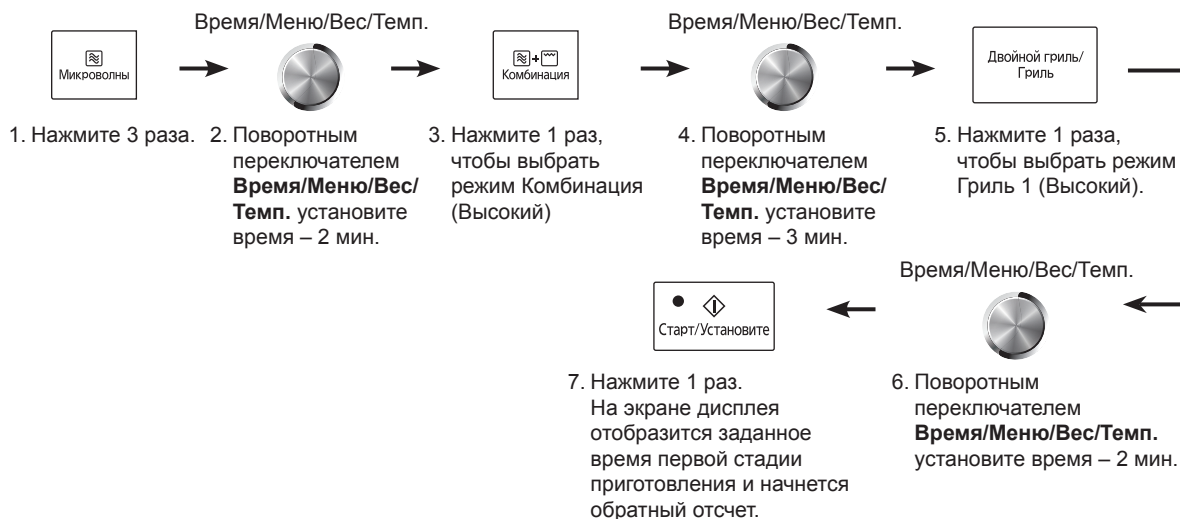 Время/Меню/Вес/Темп.
Время/Меню/Вес/Темп.
Микроволны
Комбинация
Двойной гриль/
Гриль
1. Нажмите 3 раза.
2. Поворотным
переключателем
Время/Меню/Вес/
Темп. установите
время – 2 мин.
3. Нажмите 1 раз,
чтобы выбрать
режим Комбинация
(Высокий)
4. Поворотным
переключателем
Время/Меню/Вес/
Темп. установите
время – 3 мин.
5. Нажмите 1 раза,
чтобы выбрать режим
Гриль 1 (Высокий).
Время/Меню/Вес/Темп.
Старт/Установите
6. Поворотным
переключателем
Время/Меню/Вес/Темп.
установите время – 2 мин.
7. Нажмите 1 раз.
На экране дисплея
отобразится заданное
время первой стадии
приготовления и начнется
обратный отсчет.